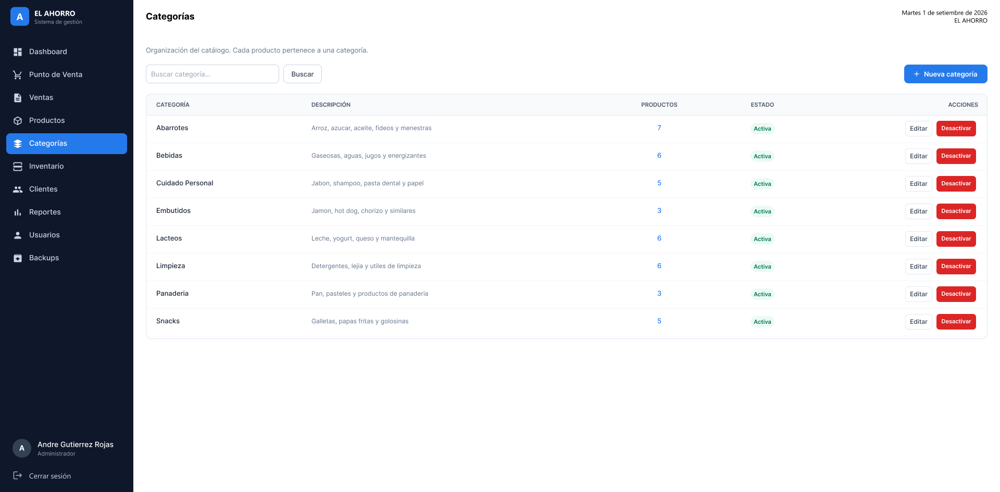 A
EL AHORRO
Sistema de gestión
Dashboard
Punto de Venta
Ventas
Productos
Categorías
Inventario
Clientes
Reportes
Usuarios
Backups
A
Andre Gutierrez Rojas
Administrador
Cerrar sesión
Categorías
Martes 1 de setiembre de 2026
EL AHORRO
Organización del catálogo. Cada producto pertenece a una categoría.
Buscar categoría... Buscar + Nueva categoría
CATEGORÍA DESCRIPCIÓN PRODUCTOS ESTADO ACCIONES
Abarrotes Arroz, azucar, aceite, fideos y menestras 7 Activa Editar Desactivar
Bebidas Gaseosas, aguas, jugos y energizantes 6 Activa Editar Desactivar
Cuidado Personal Jabon, shampoo, pasta dental y papel 5 Activa Editar Desactivar
Embutidos Jamon, hot dog, chorizo y similares 3 Activa Editar Desactivar
Lacteos Leche, yogurt, queso y mantequilla 6 Activa Editar Desactivar
Limpieza Detergentes, lejia y utiles de limpieza 6 Activa Editar Desactivar
Panaderia Pan, pasteles y productos de panaderia 3 Activa Editar Desactivar
Snacks Galletas, papas fritas y golosinas 5 Activa Editar Desactivar